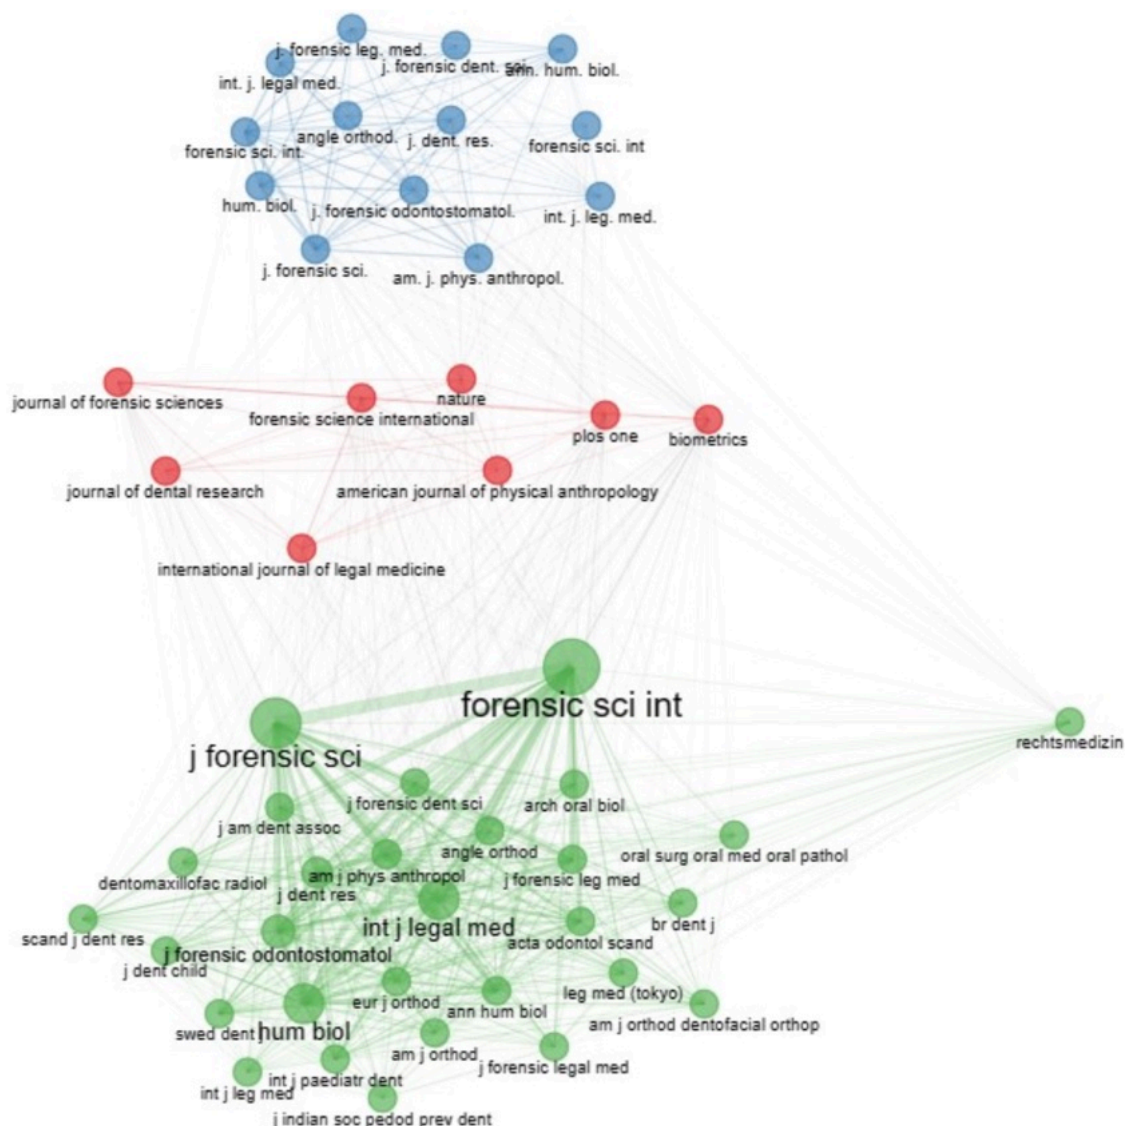 j. forensic leg. med.
j. forensic dent. sci.
ann. hum. biol.
int. j. legal med.
angle orthod.
j. dent. res.
forensic sci. int
forensic sci. int.
hum. biol.
j. forensic odontostomatol.
int. j. leg. med.
j. forensic sci.
am. j. phys. anthropol.
journal of forensic sciences
nature
forensic science international
plos one
biometrics
journal of dental research
american journal of physical anthropology
international journal of legal medicine
forensic sci int
rechtsmedizin
j forensic sci
j forensic dent sci
arch oral biol
j am dent assoc
angle orthod
oral surg oral med oral pathol
dentomaxillofac radiol
am j phys anthropol
j forensic leg med
j dent res
br dent j
int j legal med
scand j dent res
acta odontol scand
j forensic odontostomatol
j dent child
leg med (tokyo)
eur j orthod
ann hum biol
am j orthod dentofacial orthop
swed dent j
hum biol
am j orthod
j forensic legal med
int j paediatr dent
int j leg med
j indian soc pedod prev dent